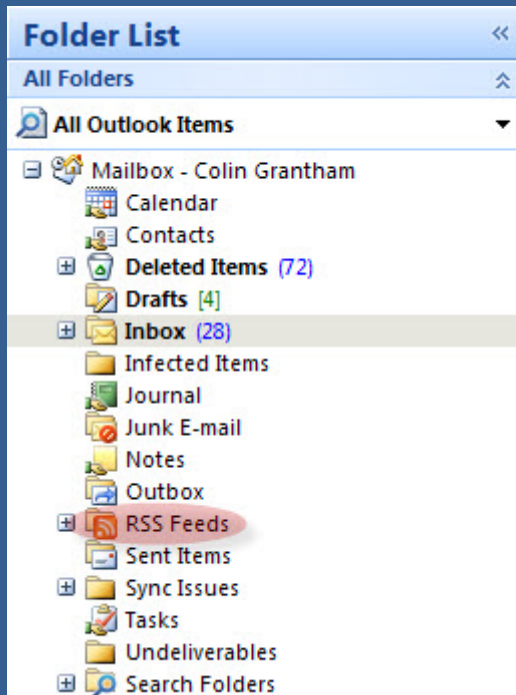 Folder List
All Folders
All Outlook Items
Mailbox - Colin Grantham
Calendar
Contacts
Deleted Items (72)
Drafts [4]
Inbox (28)
Infected Items
Journal
Junk E-mail
Notes
Outbox
RSS Feeds
Sent Items
Sync Issues
Tasks
Undeliverables
Search Folders